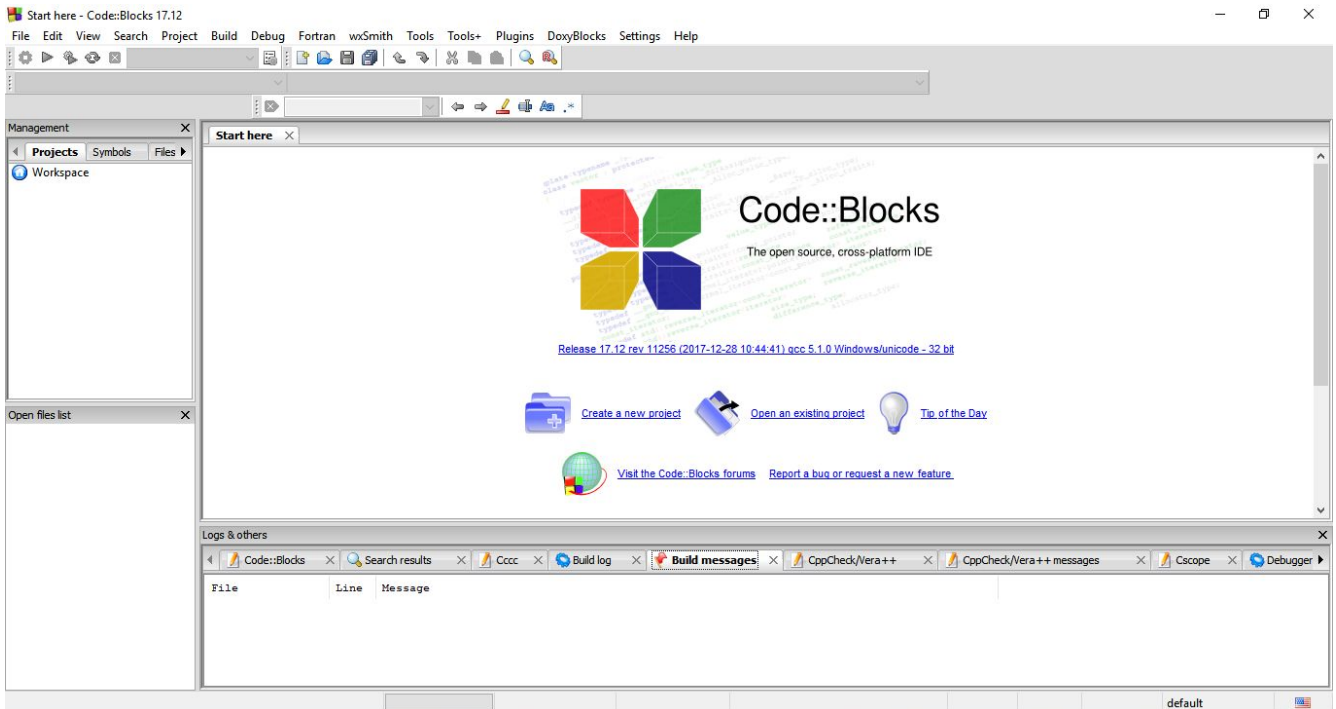 Start here - Code::Blocks 17.12
File Edit View Search Project Build Debug Fortran wxSmith Tools Tools+ Plugins DoxyBlocks Settings Help
Management
Projects Symbols Files
Workspace
Open files list
Start here
Code::Blocks
The open source, cross-platform IDE
Release 17.12 rev 11256 (2017-12-28 10:44:41) gcc 5.1.0 Windows/unicode - 32 bit
Create a new project Open an existing project Tip of the Day
Visit the Code::Blocks forums Report a bug or request a new feature
Logs & others
Code::Blocks Search results Cccc Build log Build messages CppCheck/Vera++ CppCheck/Vera++ messages Cscope Debugger
File Line Message
default